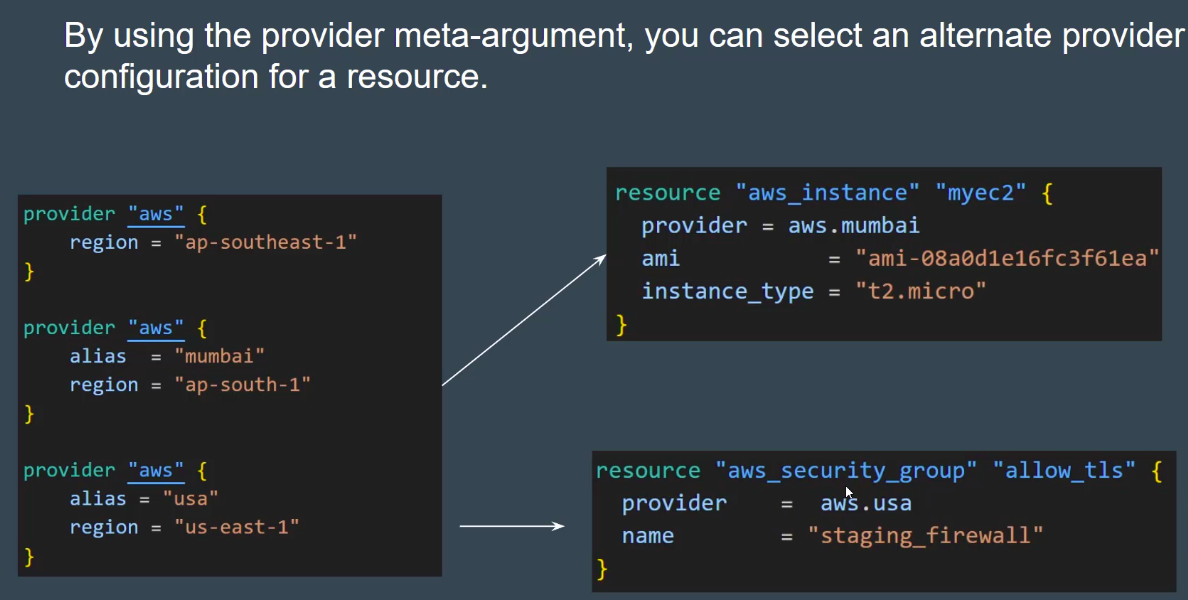 By using the provider meta-argument, you can select an alternate provider
configuration for a resource.
provider "aws" {
    region = "ap-southeast-1"
}
provider "aws" {
    alias  = "mumbai"
    region = "ap-south-1"
}
provider "aws" {
    alias = "usa"
    region = "us-east-1"
}
resource "aws_instance" "myec2" {
  provider = aws.mumbai
  ami           = "ami-08a0d1e16fc3f61ea"
  instance_type = "t2.micro"
}
resource "aws_security_group" "allow_tls" {
  provider    =  aws.usa
  name        = "staging_firewall"
}